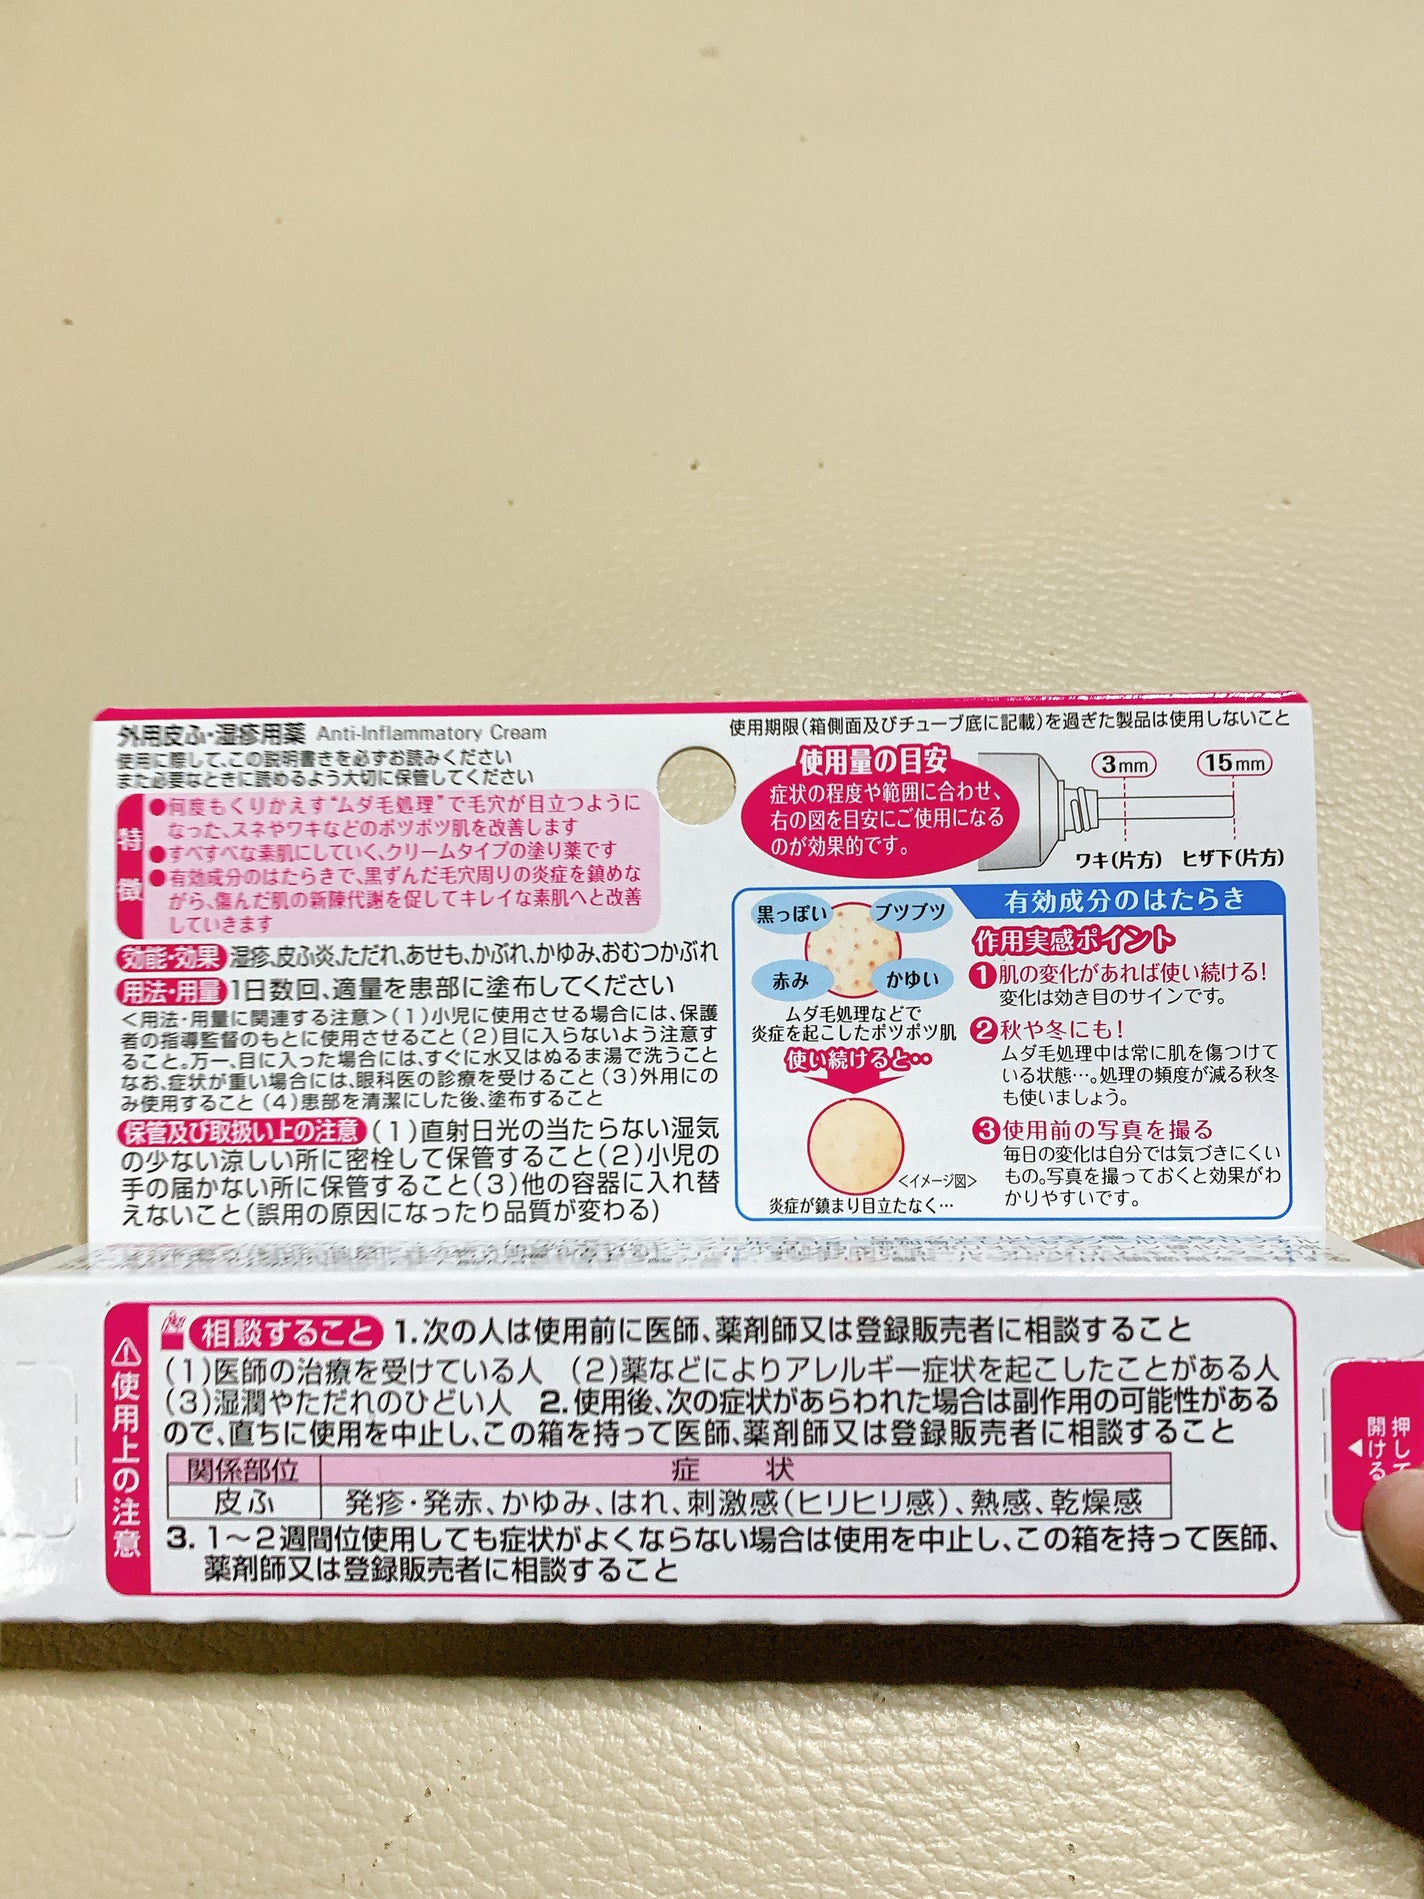 外用皮ふ・湿疹用薬 Anti-Inflammatory Cream
使用に際して、この説明書きを必ずお読みください
また必要なときに読めるよう大切に保管してください
特徴
●何度もくりかえす"ムダ毛処理"で毛穴が目立つように
なった、スネやワキなどのポツポツ肌を改善します
●すべすべな素肌にしていく、クリームタイプの塗り薬です
●有効成分のはたらきで、黒ずんだ毛穴周りの炎症を鎮めな
がら、傷んだ肌の新陳代謝を促してキレイな素肌へと改善
していきます
効能・効果 湿疹、皮ふ炎、ただれ、あせも、かぶれ、かゆみ、おむつかぶれ
用法・用量 1日数回、適量を患部に塗布してください
＜用法・用量に関連する注意＞(1)小児に使用させる場合には、保護
者の指導監督のもとに使用させること(2)目に入らないよう注意す
ること。万一、目に入った場合には、すぐに水又はぬるま湯で洗うこと
なお、症状が重い場合には、眼科医の診療を受けること(3)外用にの
み使用すること(4)患部を清潔にした後、塗布すること
保管及び取扱い上の注意 (1)直射日光の当たらない湿気
の少ない涼しい所に密栓して保管すること(2)小児の
手の届かない所に保管すること(3)他の容器に入れ替
えないこと(誤用の原因になったり品質が変わる)
使用期限(箱側面及びチューブ底に記載)を過ぎた製品は使用しないこと
使用量の目安
症状の程度や範囲に合わせ、
右の図を目安にご使用になる
のが効果的です。
3mm 15mm
ワキ(片方) ヒザ下(片方)
有効成分のはたらき
黒っぽい ブツブツ
赤み かゆい
ムダ毛処理などで
炎症を起こしたポツポツ肌
使い続けると・・
＜イメージ図＞
炎症が鎮まり目立たなく…
作用実感ポイント
1 肌の変化があれば使い続ける!
変化は効き目のサインです。
2 秋や冬にも!
ムダ毛処理中は常に肌を傷つけて
いる状態…。処理の頻度が減る秋冬
も使いましょう。
3 使用前の写真を撮る
毎日の変化は自分では気づきにくい
もの。写真を撮っておくと効果がわ
かりやすいです。
⚠使用上の注意
相談すること 1.次の人は使用前に医師、薬剤師又は登録販売者に相談すること
(1)医師の治療を受けている人 (2)薬などによりアレルギー症状を起こしたことがある人
(3)湿潤やただれのひどい人 2.使用後、次の症状があらわれた場合は副作用の可能性がある
ので、直ちに使用を中止し、この箱を持って医師、薬剤師又は登録販売者に相談すること
関係部位 症状
皮ふ 発疹・発赤、かゆみ、はれ、刺激感(ヒリヒリ感)、熱感、乾燥感
3.1〜2週間位使用しても症状がよくならない場合は使用を中止し、この箱を持って医師、
薬剤師又は登録販売者に相談すること
押して
開ける